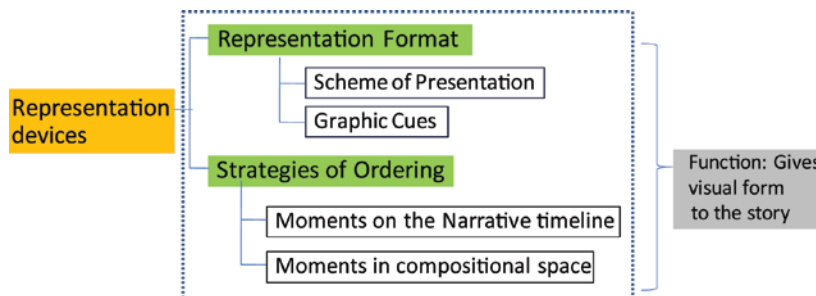 Representation Format
Scheme of Presentation
Graphic Cues
Representation
devices
Strategies of Ordering
Moments on the Narrative timeline
Moments in compositional space
Function: Gives
visual form
to the story